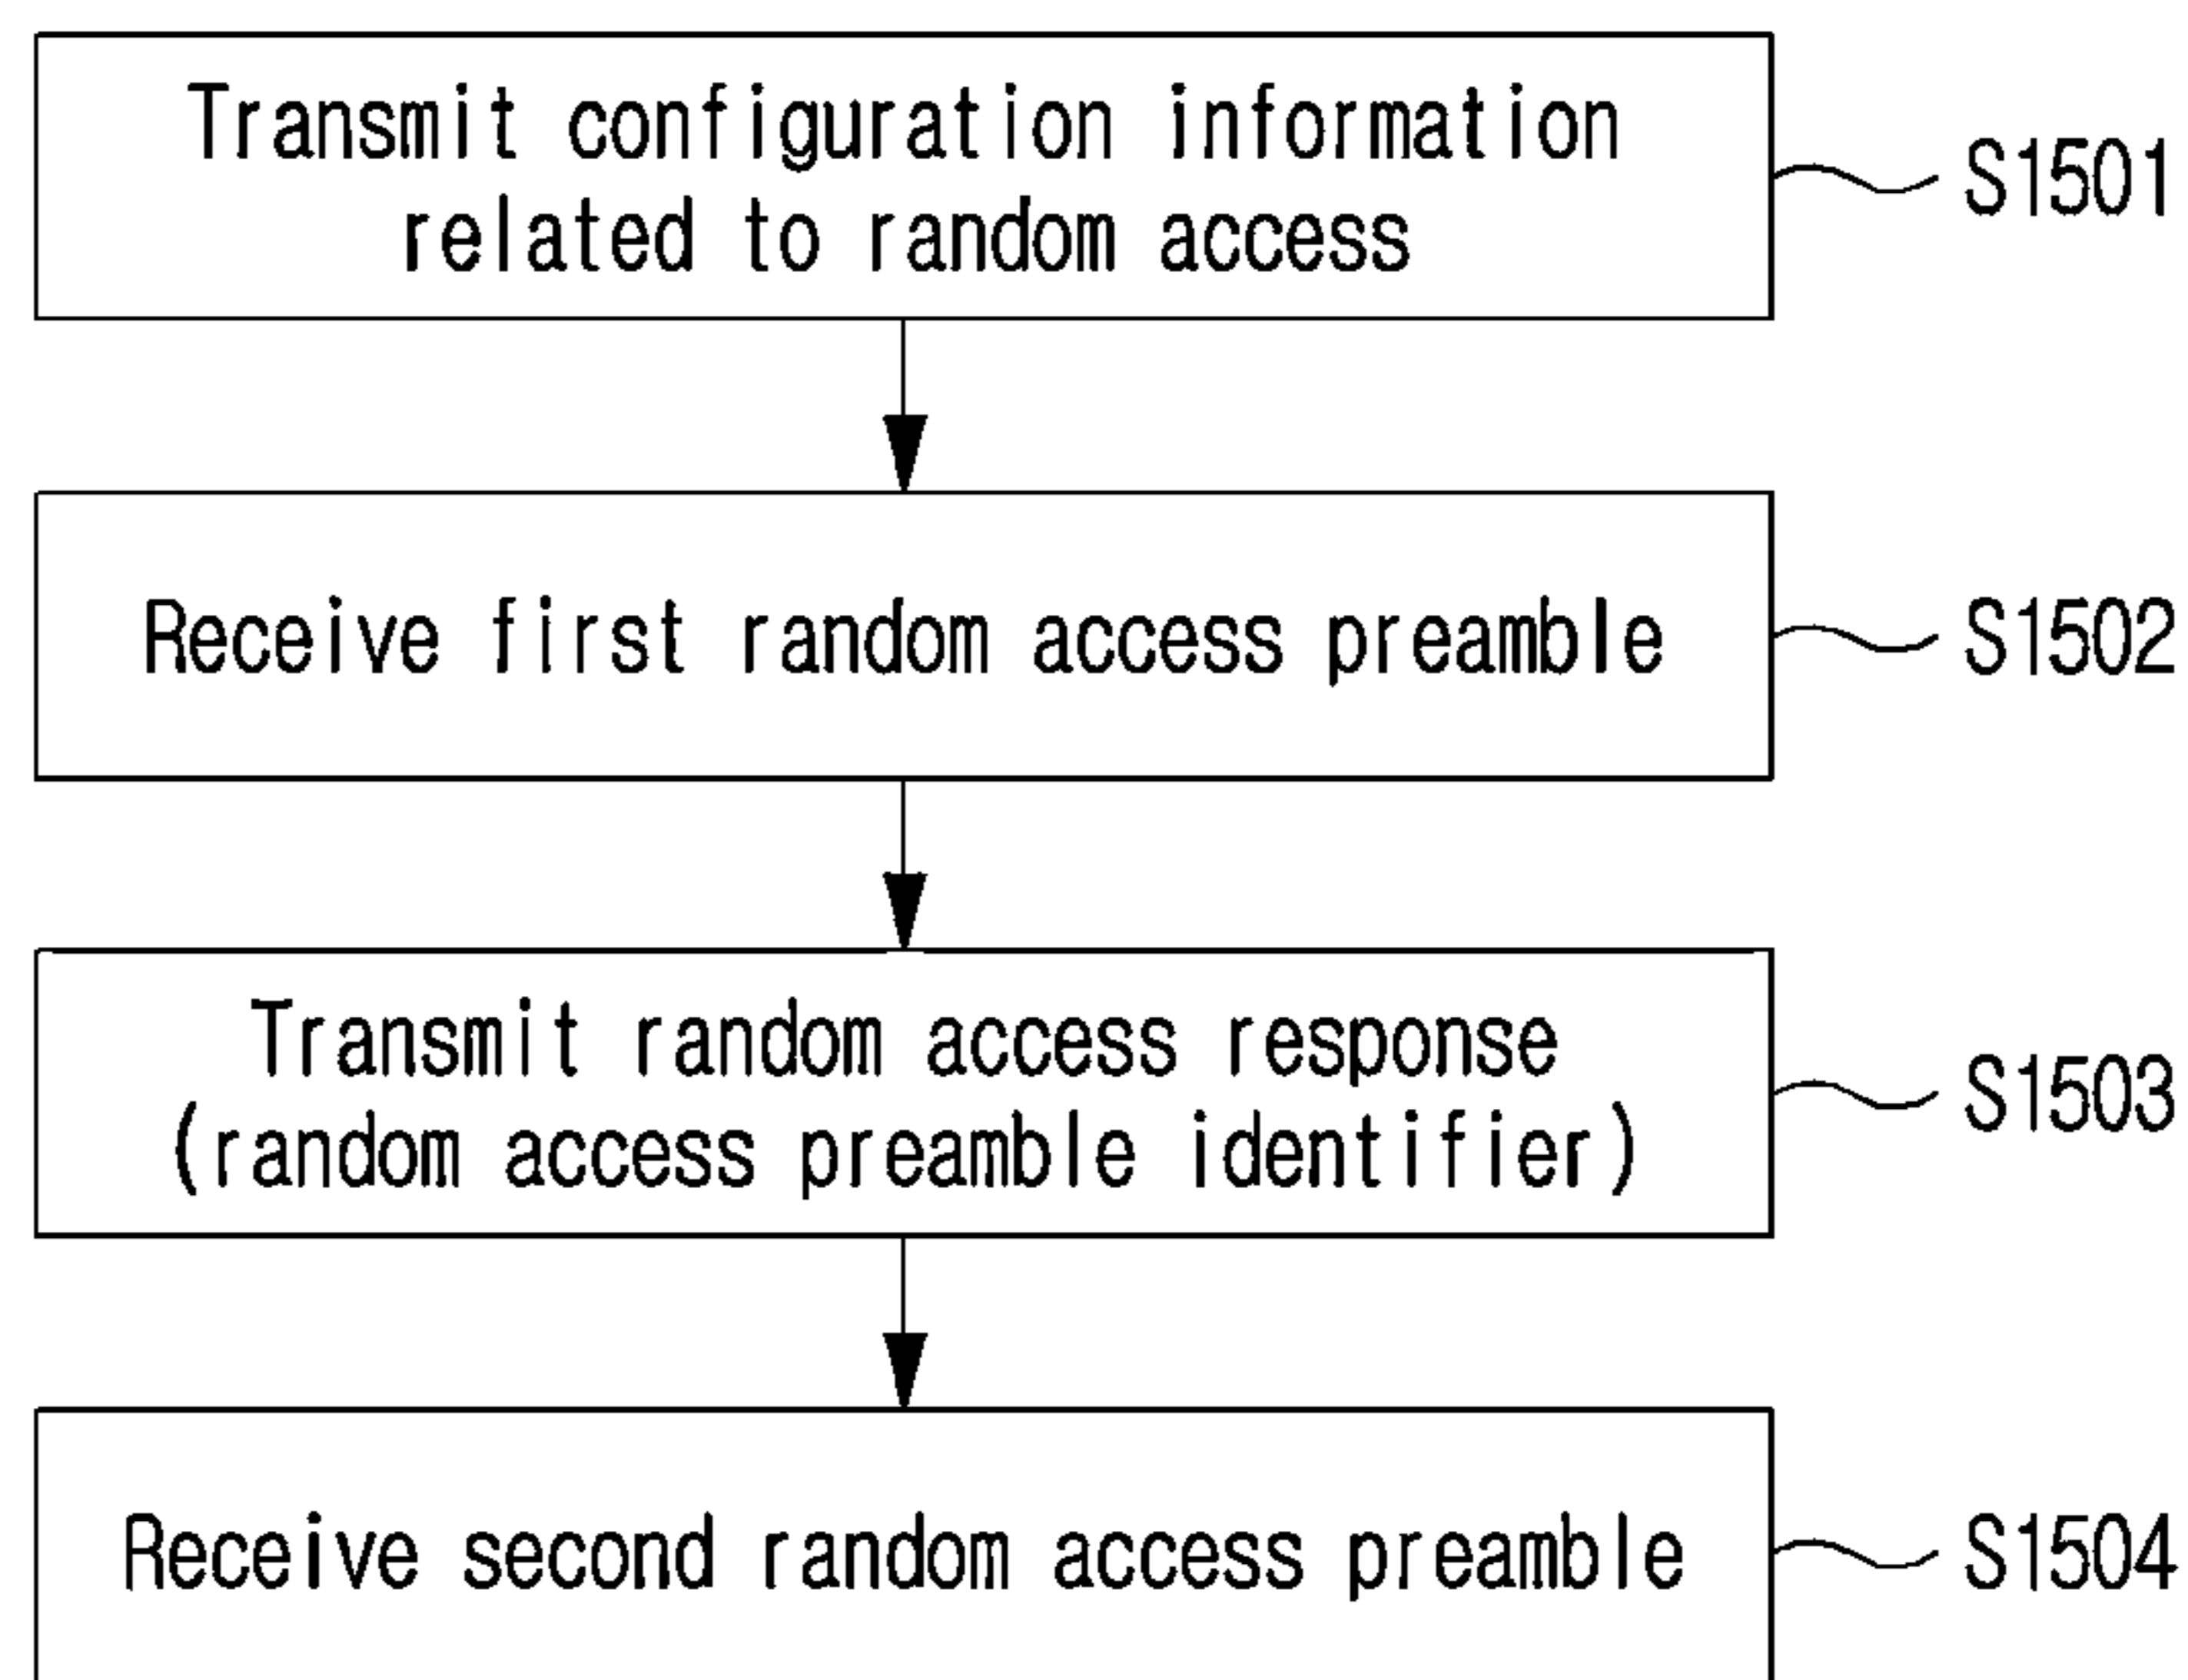 Transmit configuration information
related to random access
S1501
Receive first random access preamble
S1502
Transmit random access response
(random access preamble identifier)
S1503
Receive second random access preamble
S1504